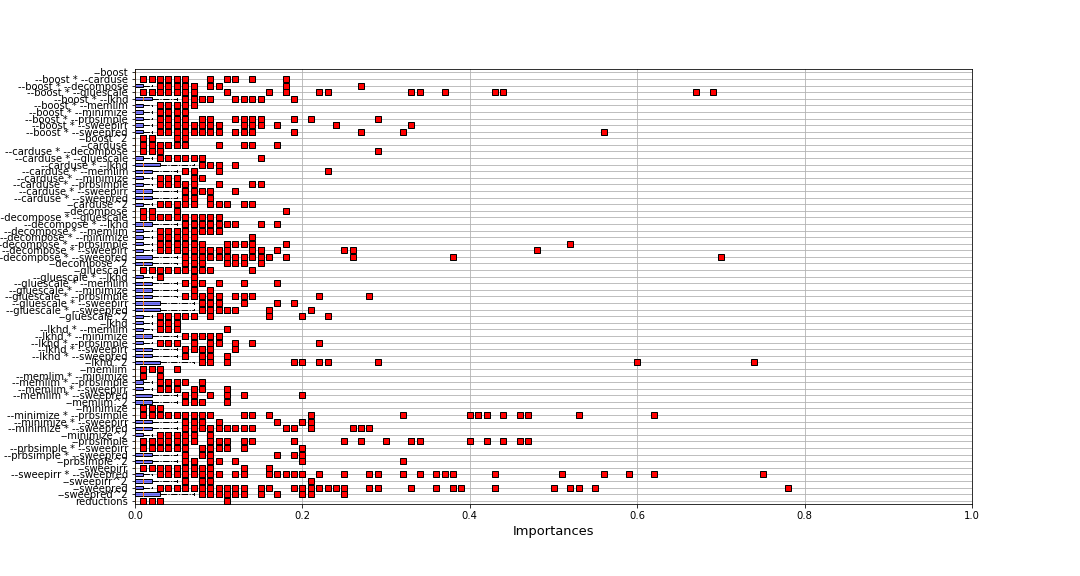 --boost
--boost * --carduse
--boost * --decompose
--boost * --gluescale
--boost * --lkhd
--boost * --memlim
--boost * --minimize
--boost * --prbsimple
--boost * --sweepirr
--boost * --sweepred
--boost^2
--carduse
--carduse * --decompose
--carduse * --gluescale
--carduse * --lkhd
--carduse * --memlim
--carduse * --minimize
--carduse * --prbsimple
--carduse * --sweepirr
--carduse * --sweepred
--carduse^2
--decompose
-decompose * --gluescale
--decompose * --lkhd
--decompose * --memlim
-decompose * --minimize
-decompose * --prbsimple
--decompose * --sweepirr
-decompose * --sweepred
--decompose^2
--gluescale
--gluescale * --lkhd
--gluescale * --memlim
--gluescale * --minimize
--gluescale * --prbsimple
--gluescale * --sweepirr
--gluescale * --sweepred
--gluescale^2
--lkhd
--lkhd * --memlim
--lkhd * --minimize
--lkhd * --prbsimple
--lkhd * --sweepirr
--lkhd * --sweepred
--lkhd^2
--memlim
--memlim * --minimize
--memlim * --prbsimple
--memlim * --sweepirr
--memlim * --sweepred
--memlim^2
--minimize
--minimize * --prbsimple
--minimize * --sweepirr
--minimize * --sweepred
--minimize^2
--prbsimple
--prbsimple * --sweepirr
--prbsimple * --sweepred
--prbsimple^2
--sweepirr
--sweepirr * --sweepred
--sweepirr^2
--sweepred
--sweepred^2
reductions
0.0 0.2 0.4 0.6 0.8 1.0
Importances